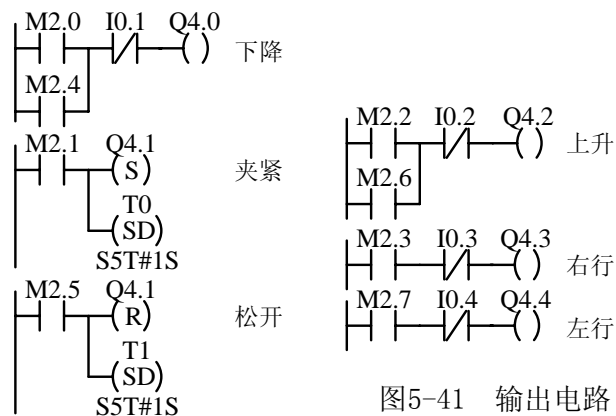 M2.0 I0.1 Q4.0
下降
M2.4
M2.1 Q4.1
S
夹紧
T0
SD
S5T#1S
M2.5 Q4.1
R
松开
T1
SD
S5T#1S
M2.2 I0.2 Q4.2
上升
M2.6
M2.3 I0.3 Q4.3
右行
M2.7 I0.4 Q4.4
左行
图5-41 输出电路